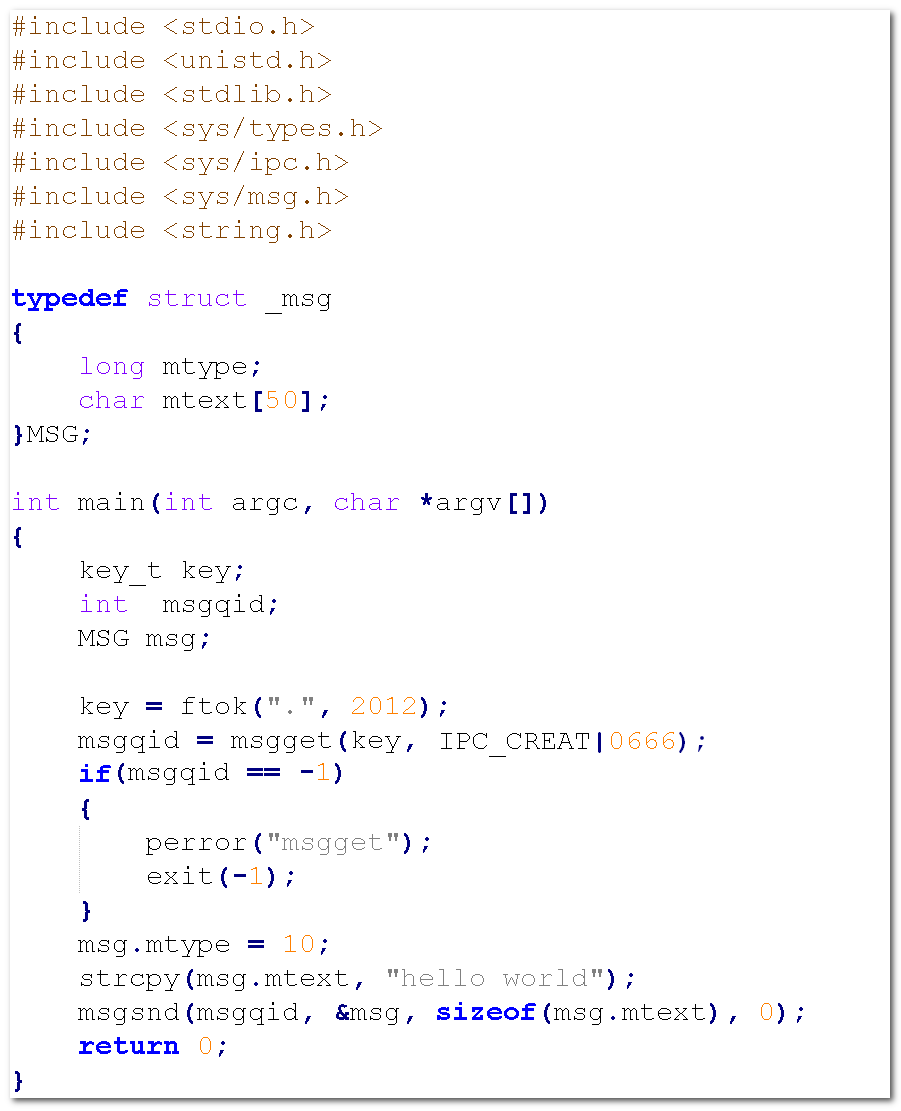 #include <stdio.h>
#include <unistd.h>
#include <stdlib.h>
#include <sys/types.h>
#include <sys/ipc.h>
#include <sys/msg.h>
#include <string.h>

typedef struct _msg
{
    long mtype;
    char mtext[50];
}MSG;

int main(int argc, char *argv[])
{
    key_t key;
    int  msgqid;
    MSG msg;

    key = ftok(".", 2012);
    msgqid = msgget(key, IPC_CREAT|0666);
    if(msgqid == -1)
    {
        perror("msgget");
        exit(-1);
    }
    msg.mtype = 10;
    strcpy(msg.mtext, "hello world");
    msgsnd(msgqid, &msg, sizeof(msg.mtext), 0);
    return 0;
}